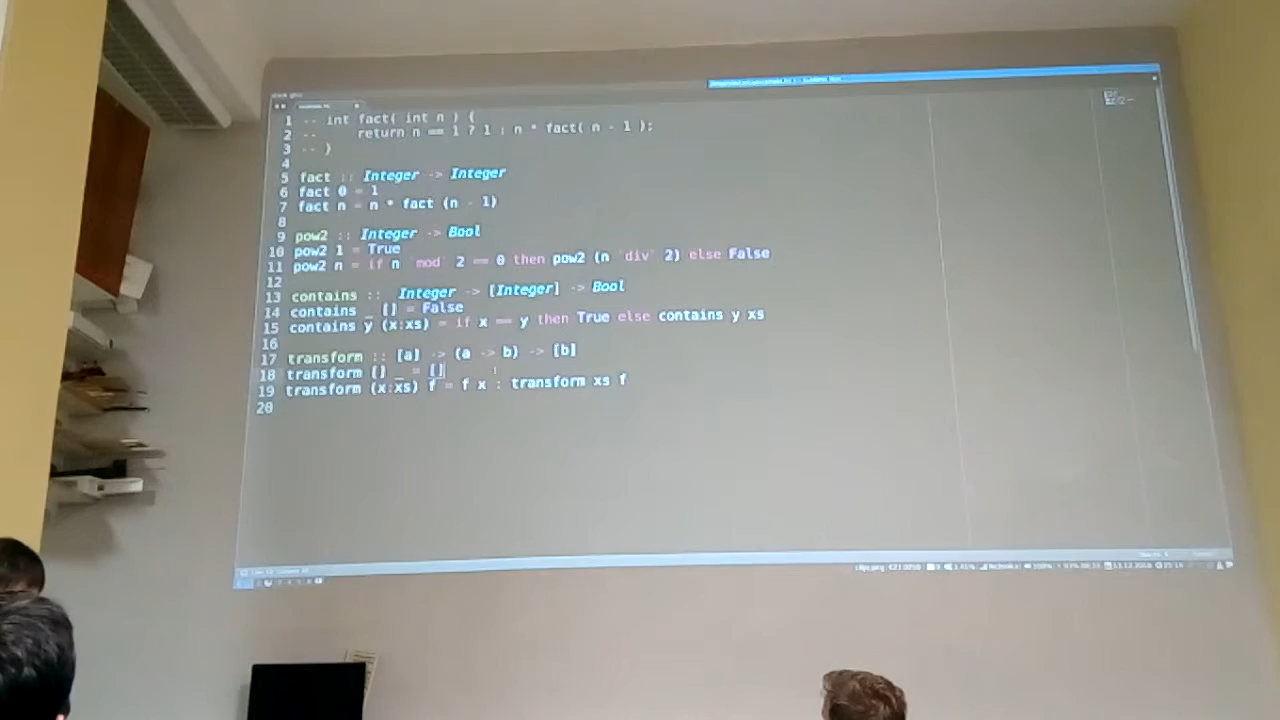 1 -- int fact( int n ) {
2 -- return n == 1 ? 1 : n * fact( n - 1 );
3 -- }
4
5 fact :: Integer -> Integer
6 fact 0 = 1
7 fact n = n * fact (n - 1)
8
9 pow2 :: Integer -> Bool
10 pow2 1 = True
11 pow2 n = if n `mod` 2 == 0 then pow2 (n `div` 2) else False
12
13 contains :: Integer -> [Integer] -> Bool
14 contains _ [] = False
15 contains y (x:xs) = if x == y then True else contains y xs
16
17 transform :: [a] -> (a -> b) -> [b]
18 transform [] _ = []
19 transform (x:xs) f = f x : transform xs f
20